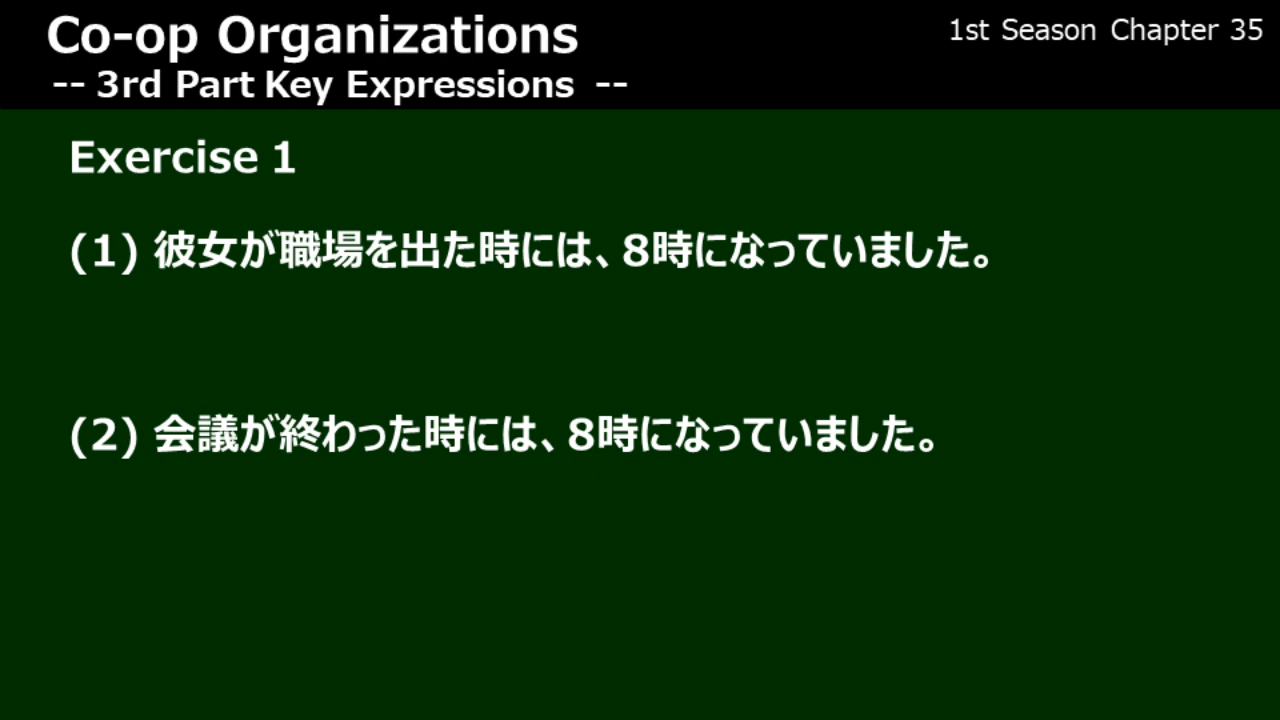 Co-op Organizations
1st Season Chapter 35
-- 3rd Part Key Expressions --
Exercise 1
(1) 彼女が職場を出た時には、8時になっていました。
(2) 会議が終わった時には、8時になっていました。